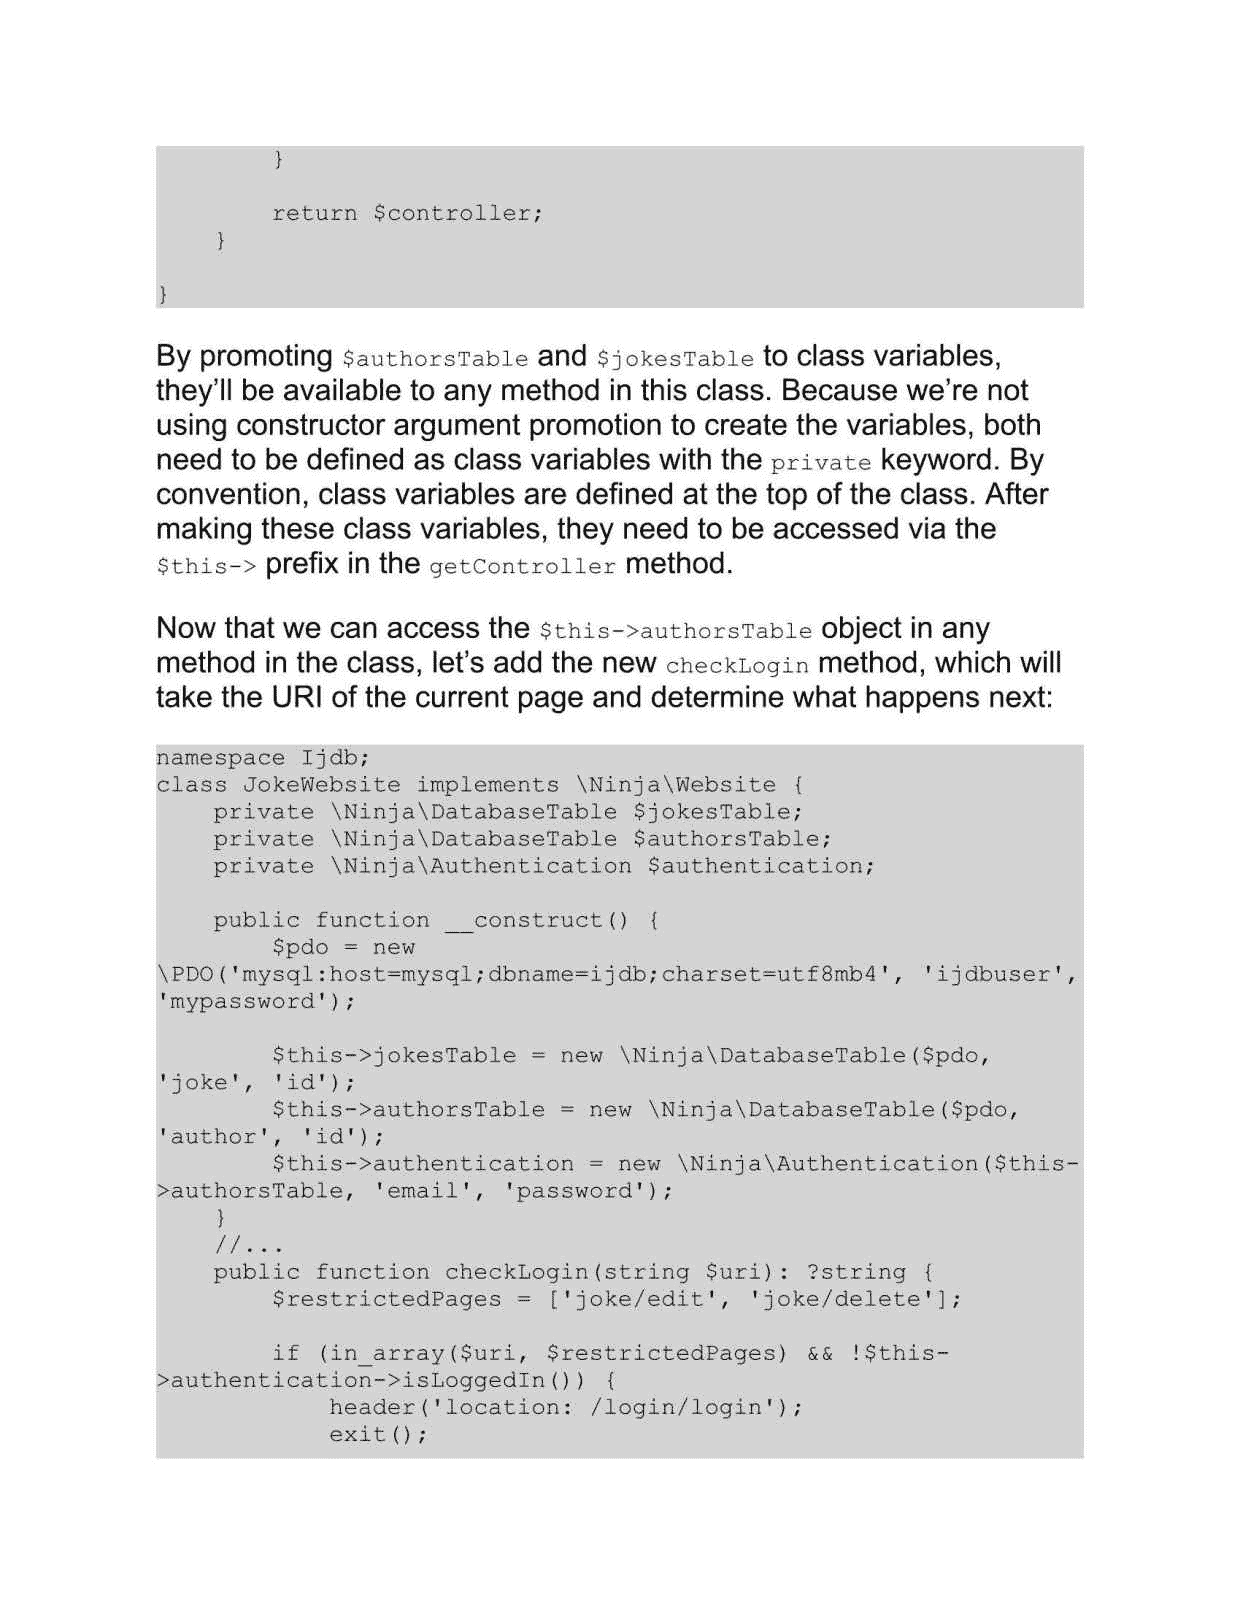 }

        return $controller;
    }

}
By promoting $authorsTable and $jokesTable to class variables,
they’ll be available to any method in this class. Because we’re not
using constructor argument promotion to create the variables, both
need to be defined as class variables with the private keyword. By
convention, class variables are defined at the top of the class. After
making these class variables, they need to be accessed via the
$this-> prefix in the getController method.
Now that we can access the $this->authorsTable object in any
method in the class, let’s add the new checkLogin method, which will
take the URI of the current page and determine what happens next:
namespace Ijdb;
class JokeWebsite implements \Ninja\Website {
    private \Ninja\DatabaseTable $jokesTable;
    private \Ninja\DatabaseTable $authorsTable;
    private \Ninja\Authentication $authentication;

    public function __construct() {
        $pdo = new
\PDO('mysql:host=mysql;dbname=ijdb;charset=utf8mb4', 'ijdbuser',
'mypassword');

        $this->jokesTable = new \Ninja\DatabaseTable($pdo,
'joke', 'id');
        $this->authorsTable = new \Ninja\DatabaseTable($pdo,
'author', 'id');
        $this->authentication = new \Ninja\Authentication($this-
>authorsTable, 'email', 'password');
    }
    //...
    public function checkLogin(string $uri): ?string {
        $restrictedPages = ['joke/edit', 'joke/delete'];

        if (in_array($uri, $restrictedPages) && !$this-
>authentication->isLoggedIn()) {
            header('location: /login/login');
            exit();